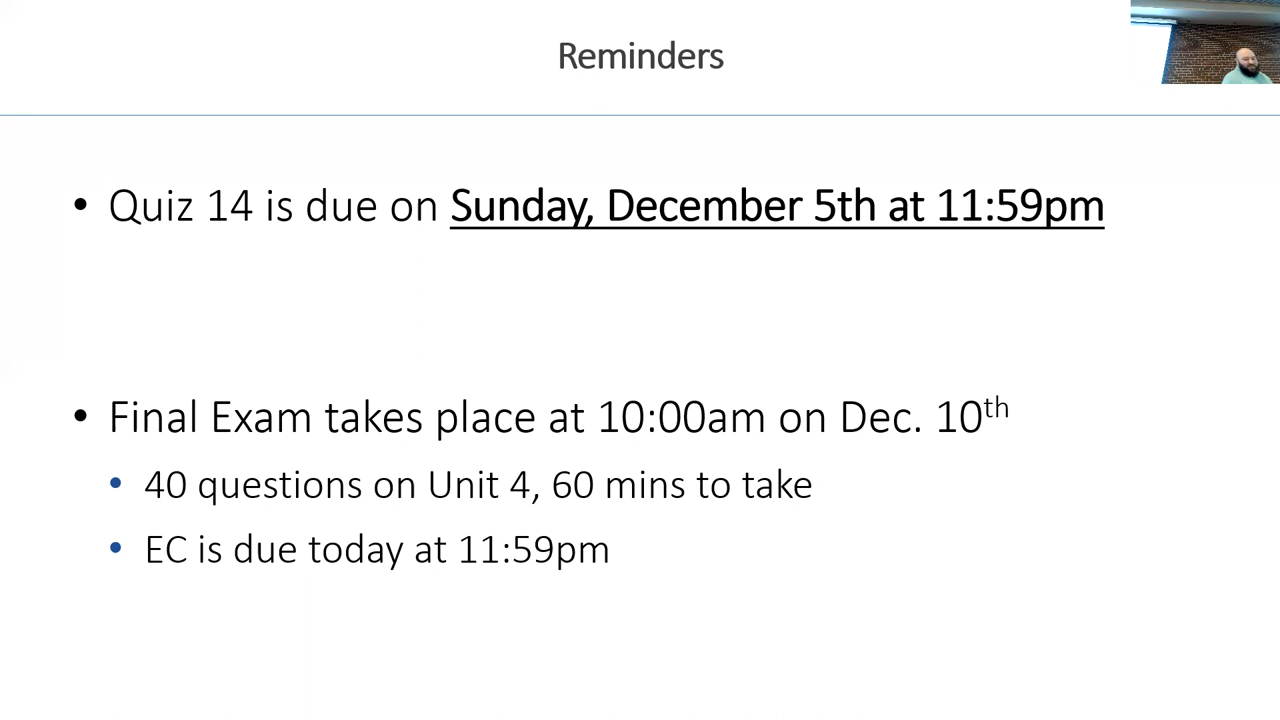 Reminders
• Quiz 14 is due on Sunday, December 5th at 11:59pm
• Final Exam takes place at 10:00am on Dec. 10th
• 40 questions on Unit 4, 60 mins to take
• EC is due today at 11:59pm